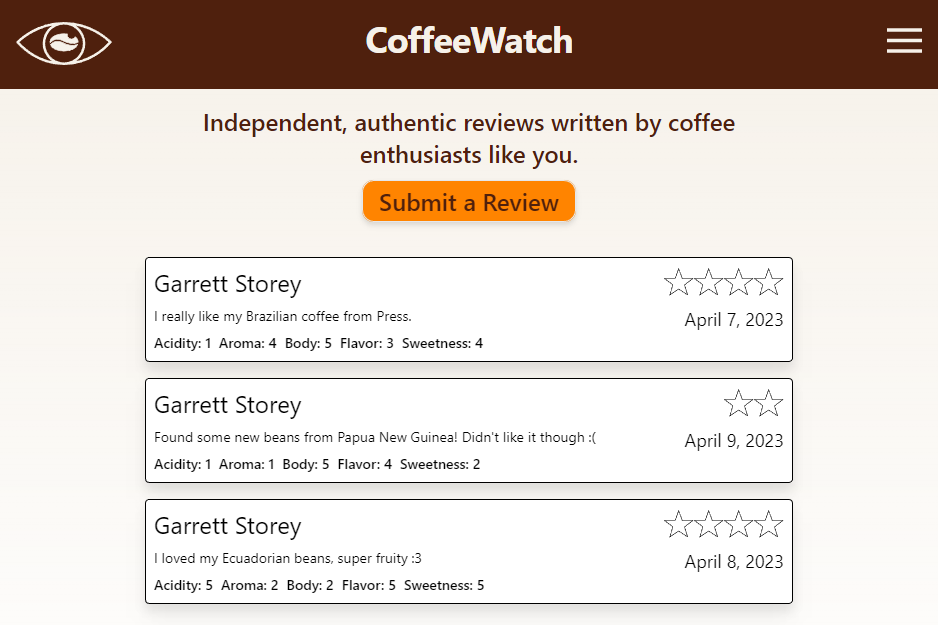 CoffeeWatch
Independent, authentic reviews written by coffee
enthusiasts like you.
Submit a Review
Garrett Storey
I really like my Brazilian coffee from Press.
April 7, 2023
Acidity: 1 Aroma: 4 Body: 5 Flavor: 3 Sweetness: 4
Garrett Storey
Found some new beans from Papua New Guinea! Didn't like it though :(
April 9, 2023
Acidity: 1 Aroma: 1 Body: 5 Flavor: 4 Sweetness: 2
Garrett Storey
I loved my Ecuadorian beans, super fruity :3
April 8, 2023
Acidity: 5 Aroma: 2 Body: 2 Flavor: 5 Sweetness: 5